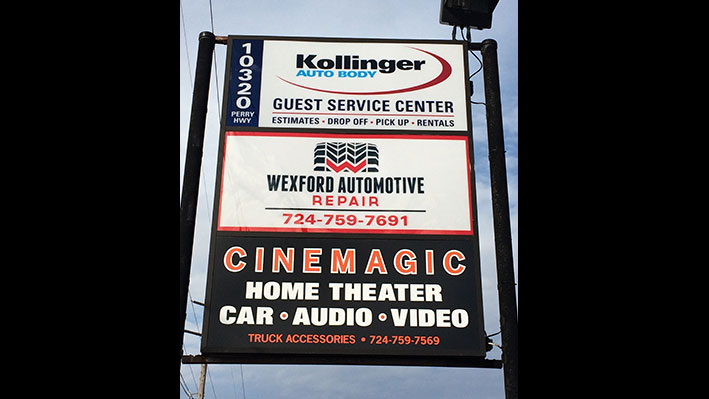 10320
PERRY
HWY
Kollinger
AUTO BODY
GUEST SERVICE CENTER
ESTIMATES • DROP OFF • PICK UP • RENTALS
WEXFORD AUTOMOTIVE
REPAIR
724-759-7691
CINEMAGIC
HOME THEATER
CAR • AUDIO • VIDEO
TRUCK ACCESSORIES • 724-759-7569